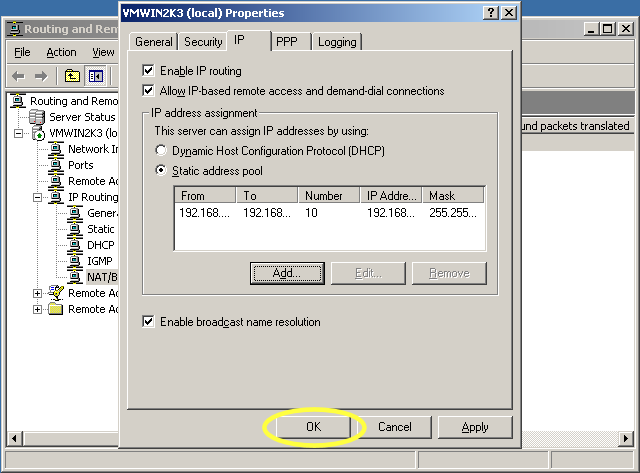 Routing and Rem
File Action View
Routing and Remo
Server Status
VMWIN2K3 (lo
Network In
Ports
Remote A
IP Routing
Genera
Static
DHCP
IGMP
NAT/B
Remote Ac
Remote Ac
und packets translated
VMWIN2K3 (local) Properties
General Security IP PPP Logging
Enable IP routing
Allow IP-based remote access and demand-dial connections
IP address assignment
This server can assign IP addresses by using:
Dynamic Host Configuration Protocol (DHCP)
Static address pool
From To Number IP Addre... Mask
192.168.... 192.168... 10 192.168... 255.255...
Add... Edit... Remove
Enable broadcast name resolution
OK Cancel Apply